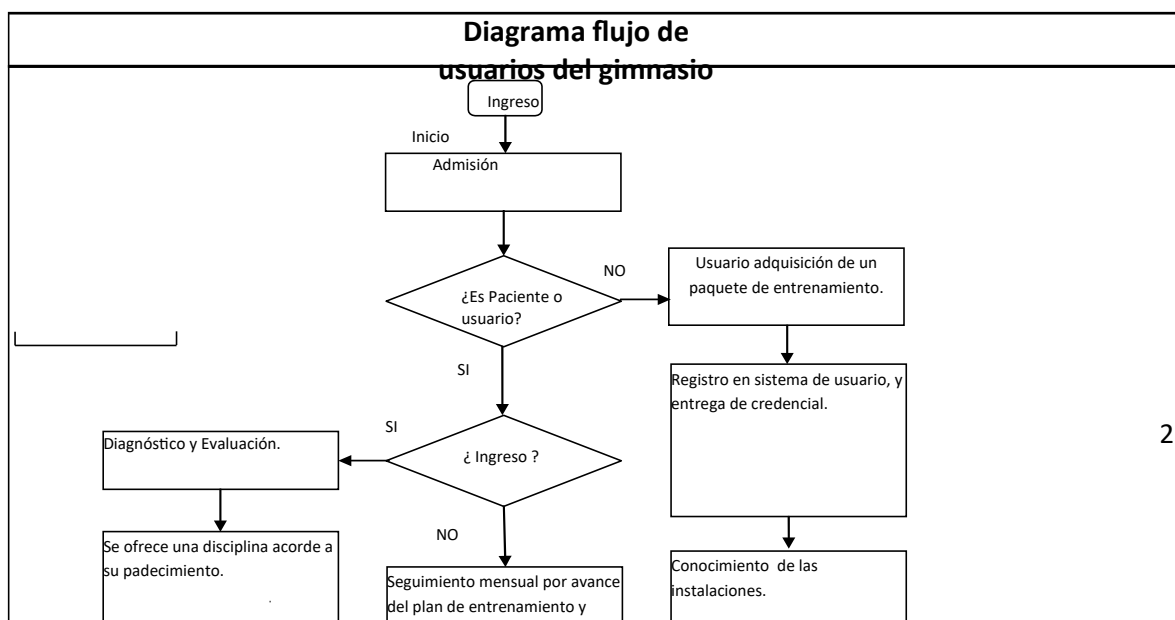 Diagrama flujo de
usuarios del gimnasio
Ingreso
Inicio
Admisión
¿Es Paciente o
usuario?
NO
Usuario adquisición de un
paquete de entrenamiento.
SI
Registro en sistema de usuario, y
entrega de credencial.
¿ Ingreso ?
SI
Diagnóstico y Evaluación.
2
NO
Se ofrece una disciplina acorde a
su padecimiento.
.
Seguimiento mensual por avance
del plan de entrenamiento y
Conocimiento de las
instalaciones.